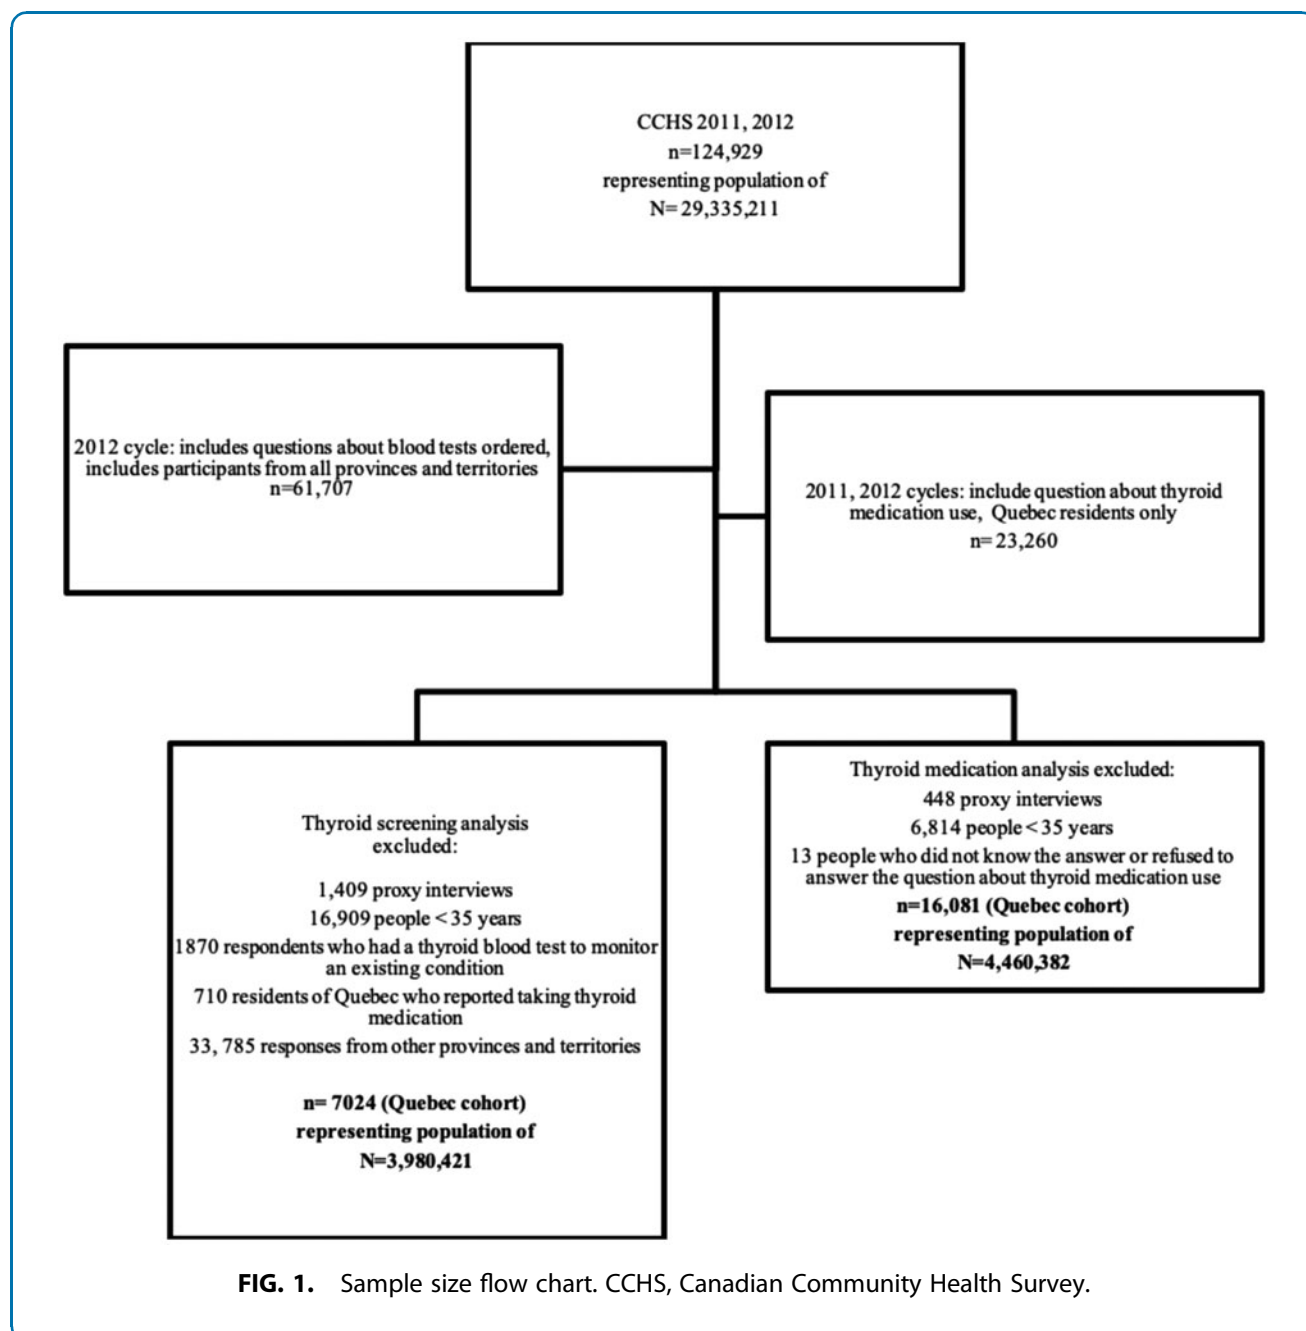 CCHS 2011, 2012
n=124,929
representing population of
N= 29,335,211
2012 cycle: includes questions about blood tests ordered,
includes participants from all provinces and territories
n=61,707
2011, 2012 cycles: include question about thyroid
medication use, Quebec residents only
n= 23,260
Thyroid screening analysis
excluded:
1,409 proxy interviews
16,909 people < 35 years
1870 respondents who had a thyroid blood test to monitor
an existing condition
710 residents of Quebec who reported taking thyroid
medication
33, 785 responses from other provinces and territories
n= 7024 (Quebec cohort)
representing population of
N=3,980,421
Thyroid medication analysis excluded:
448 proxy interviews
6,814 people < 35 years
13 people who did not know the answer or refused to
answer the question about thyroid medication use
n=16,081 (Quebec cohort)
representing population of
N=4,460,382
FIG. 1. Sample size flow chart. CCHS, Canadian Community Health Survey.